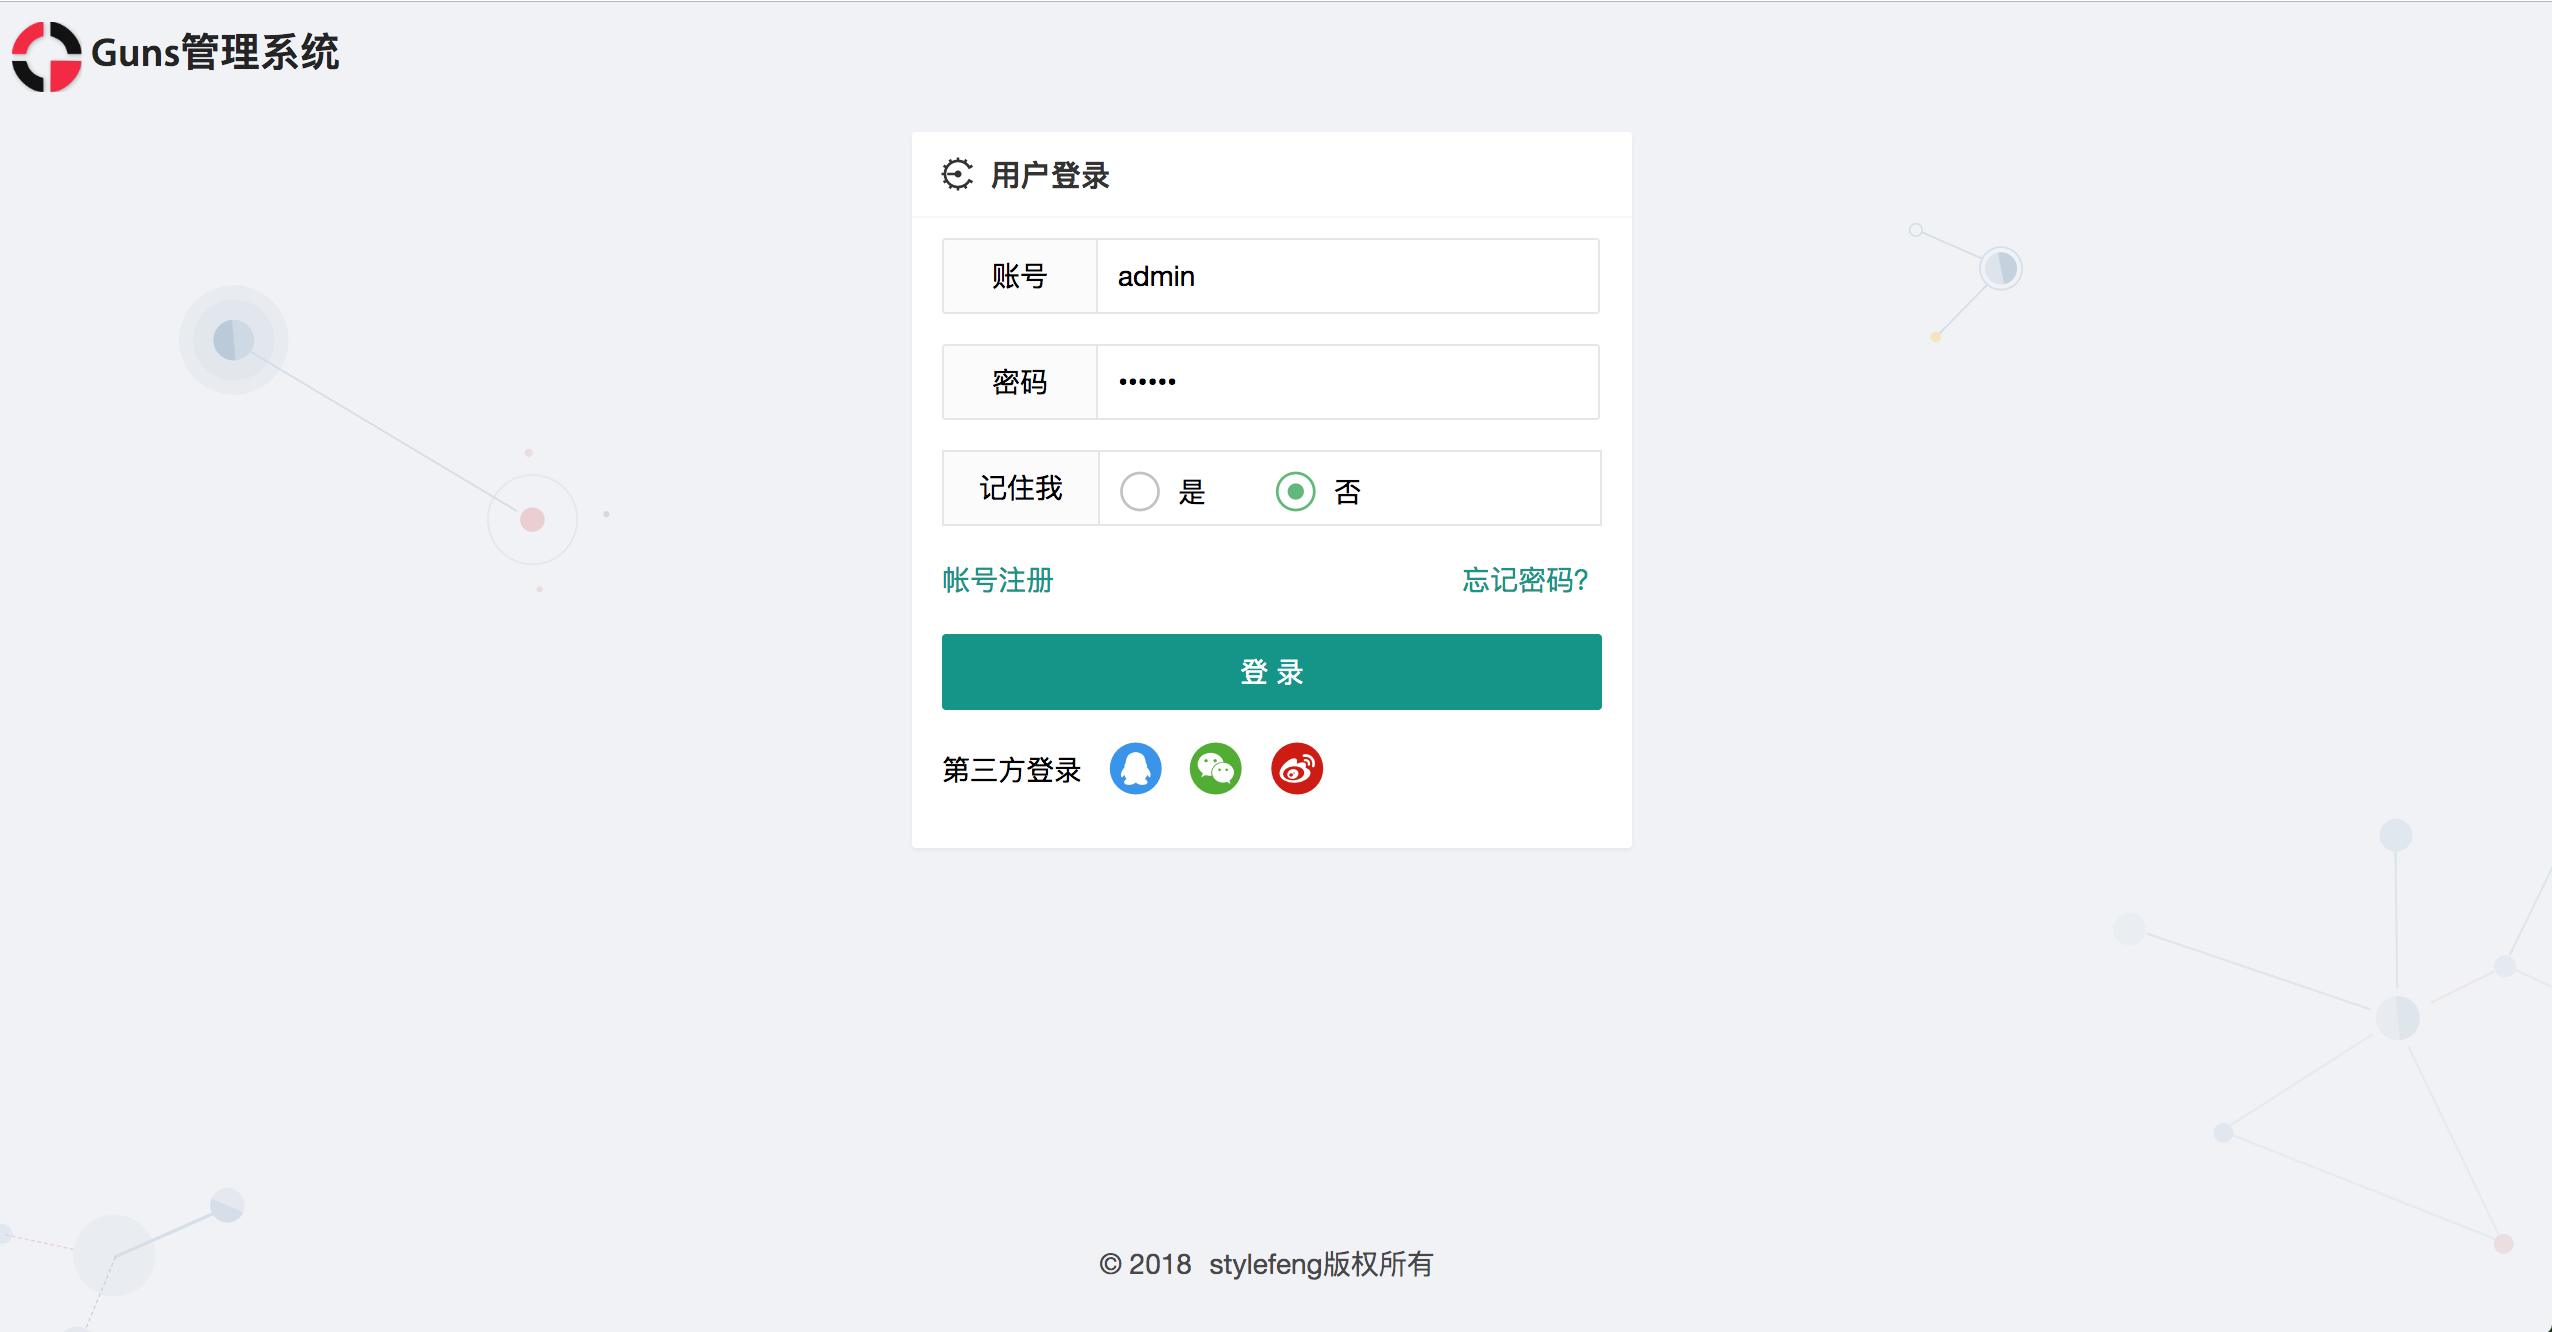 Guns管理系统
用户登录
账号 admin
密码 ••••••
记住我 是 否
帐号注册 忘记密码?
登 录
第三方登录
© 2018 stylefeng版权所有